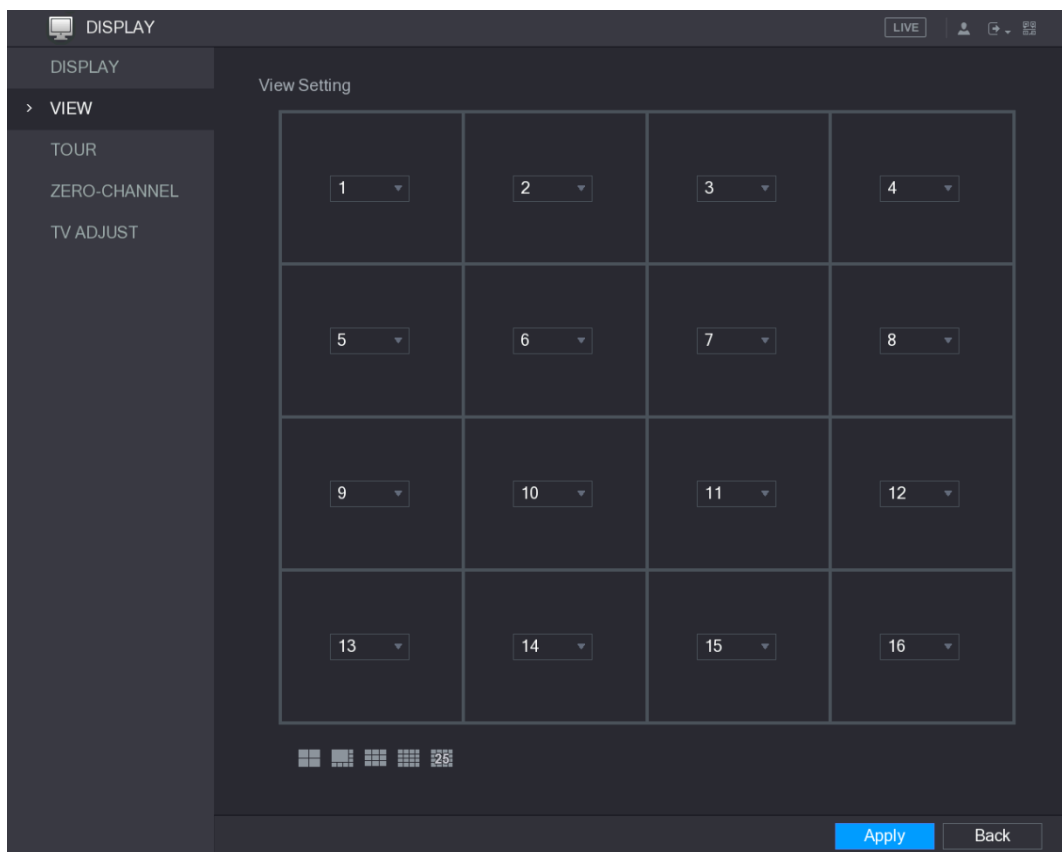 DISPLAY
LIVE
DISPLAY
VIEW
TOUR
ZERO-CHANNEL
TV ADJUST
View Setting
1 2 3 4
5 6 7 8
9 10 11 12
13 14 15 16
25
Apply Back